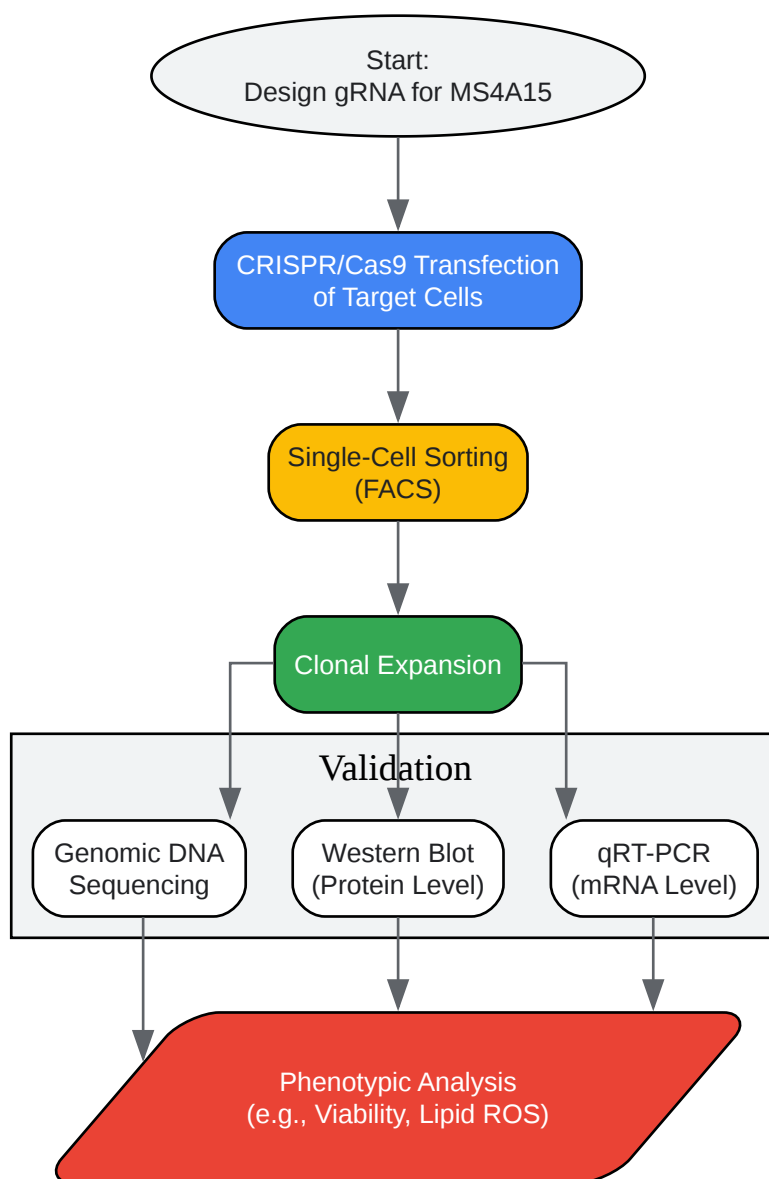 Start:
Design gRNA for MS4A15
CRISPR/Cas9 Transfection
of Target Cells
Single-Cell Sorting
(FACS)
Clonal Expansion
Validation
Genomic DNA
Sequencing
Western Blot
(Protein Level)
qRT-PCR
(mRNA Level)
Phenotypic Analysis
(e.g., Viability, Lipid ROS)